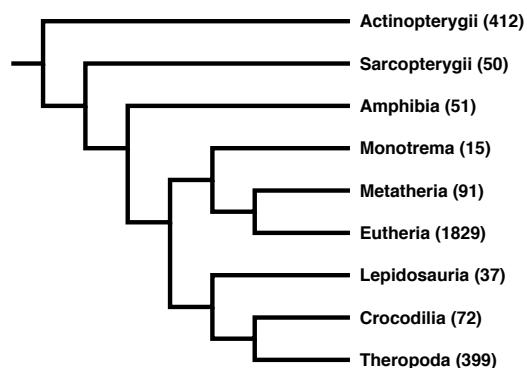 Actinopterygii (412)
Sarcopterygii (50)
Amphibia (51)
Monotrema (15)
Metatheria (91)
Eutheria (1829)
Lepidosauria (37)
Crocodilia (72)
Theropoda (399)